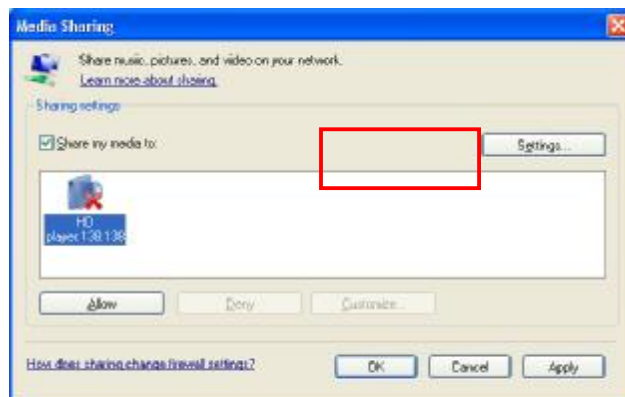 Media Sharing
Share music, pictures, and video on your network.
Learn more about sharing.
Sharing settings
Share my media to:
Settings...
HD
player:138.138
Allow
Deny
Customize...
How does sharing change firewall settings?
OK
Cancel
Apply